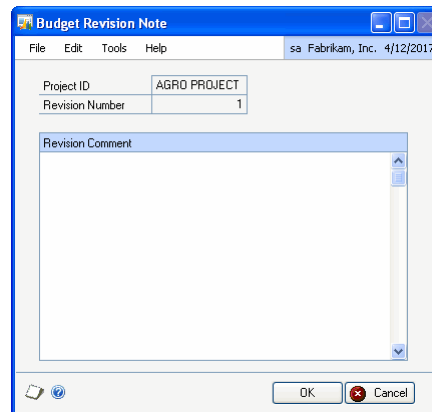 Budget Revision Note
File Edit Tools Help sa Fabrikam, Inc. 4/12/2017
Project ID AGRO PROJECT
Revision Number 1
Revision Comment
OK Cancel